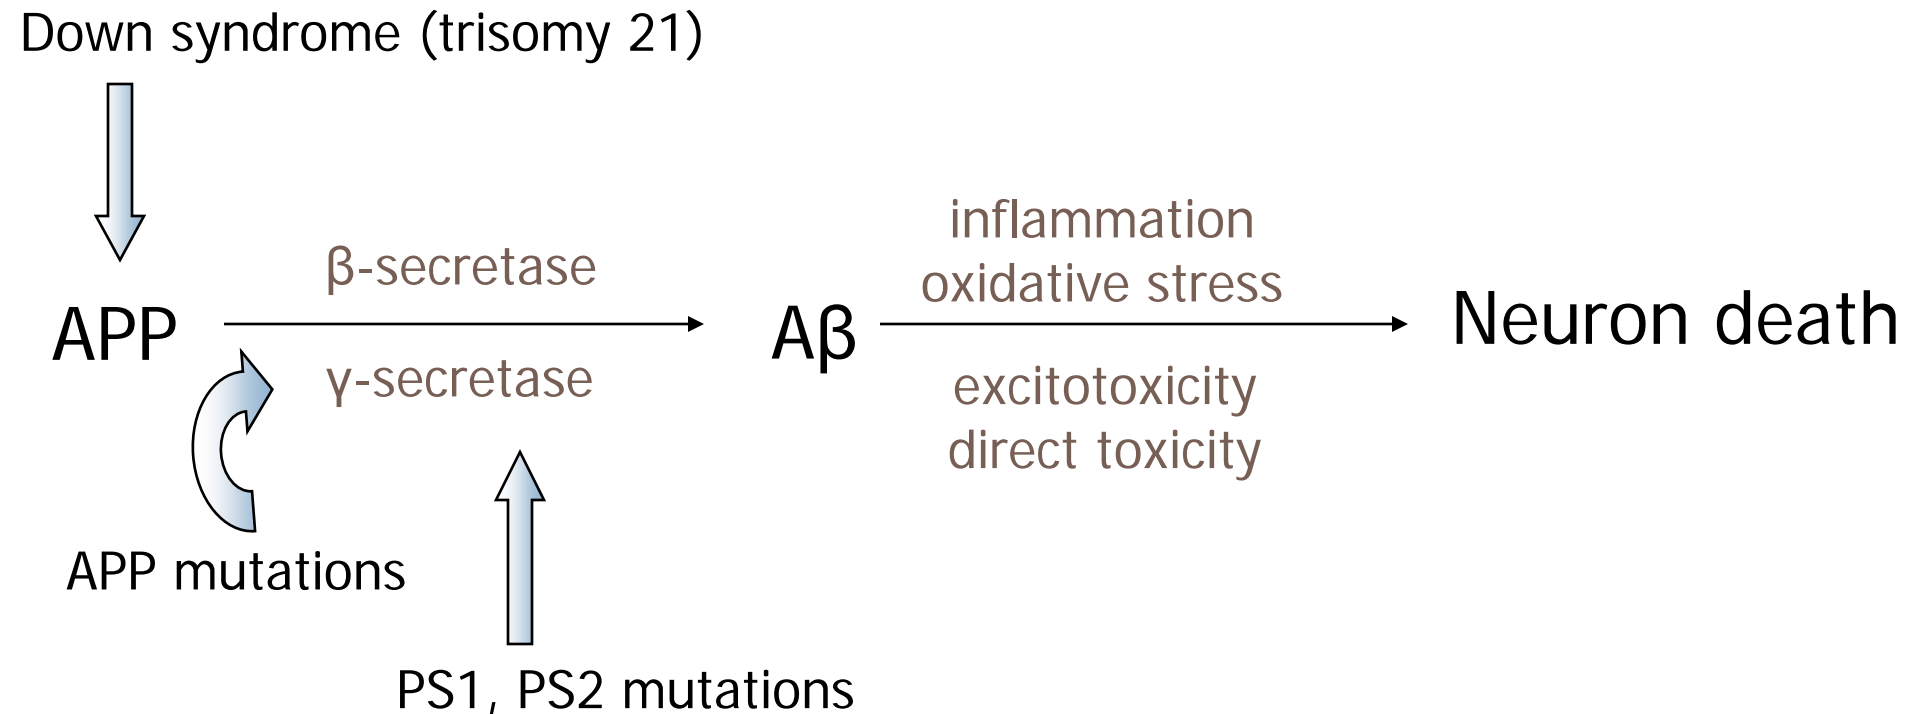 Down syndrome (trisomy 21)
β-secretase
inflammation
oxidative stress
APP
Aβ
Neuron death
γ-secretase
excitotoxicity
direct toxicity
APP mutations
PS1, PS2 mutations